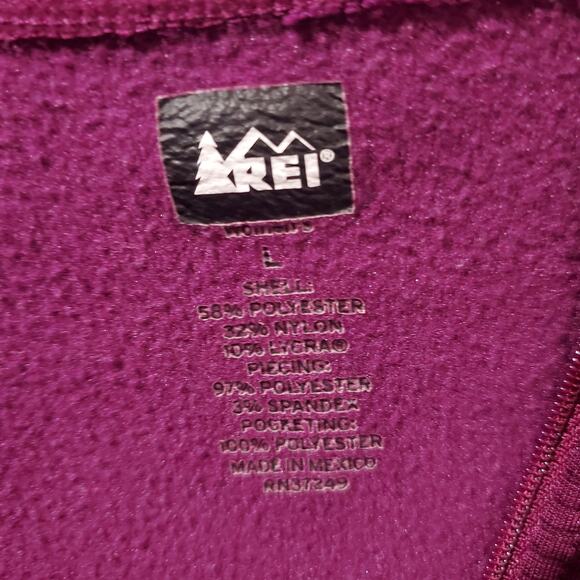 REI®
Women's
L
SHELL:
58% POLYESTER
32% NYLON
10% LYCRA®
PIECING:
97% POLYESTER
3% SPANDEX
POCKETING:
100% POLYESTER
MADE IN MEXICO
RN37249